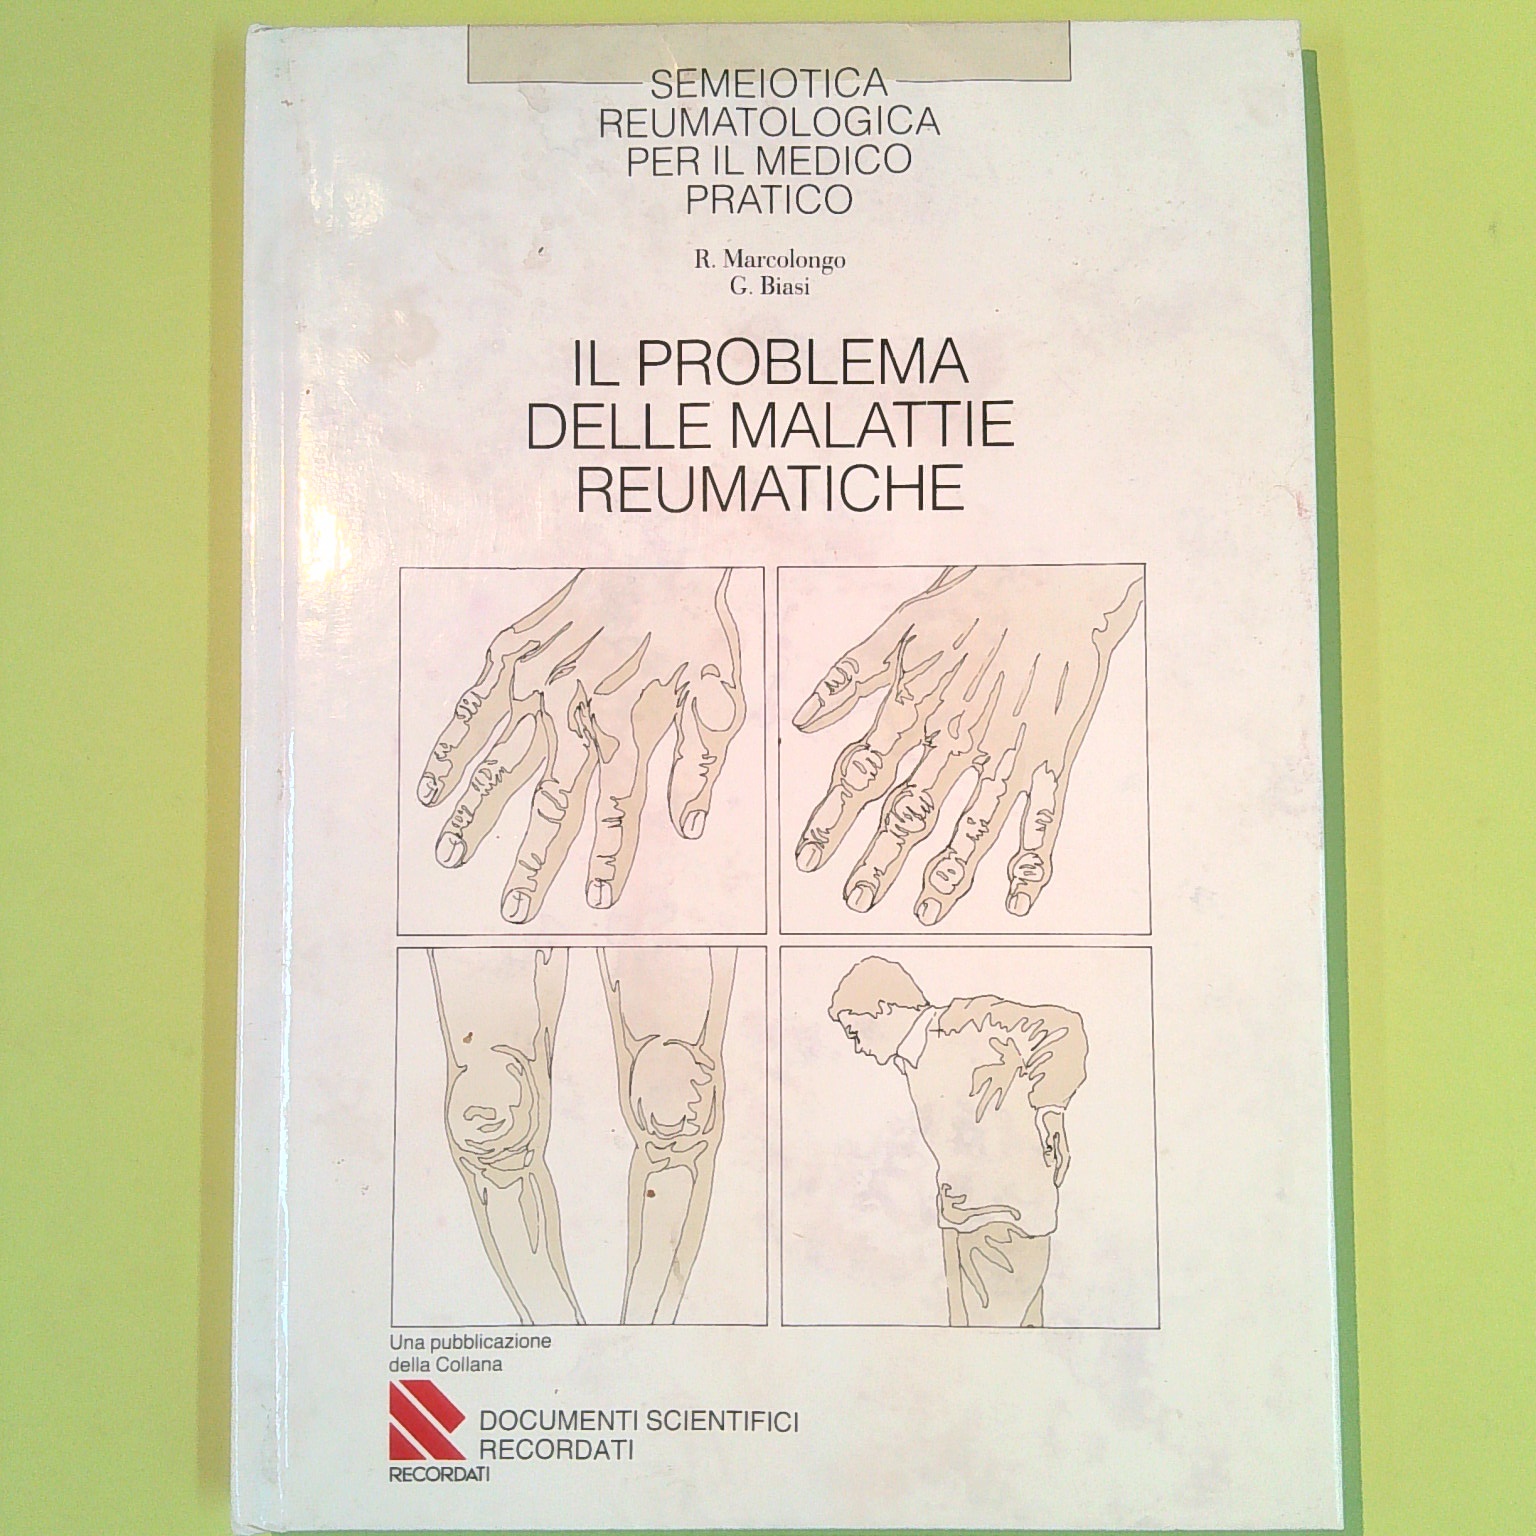 SEMEIOTICA
REUMATOLOGICA
PER IL MEDICO
PRATICO
R. Marcolongo
G. Biasi
IL PROBLEMA
DELLE MALATTIE
REUMATICHE
Una pubblicazione
della Collana
DOCUMENTI SCIENTIFICI
RECORDATI
RECORDATI